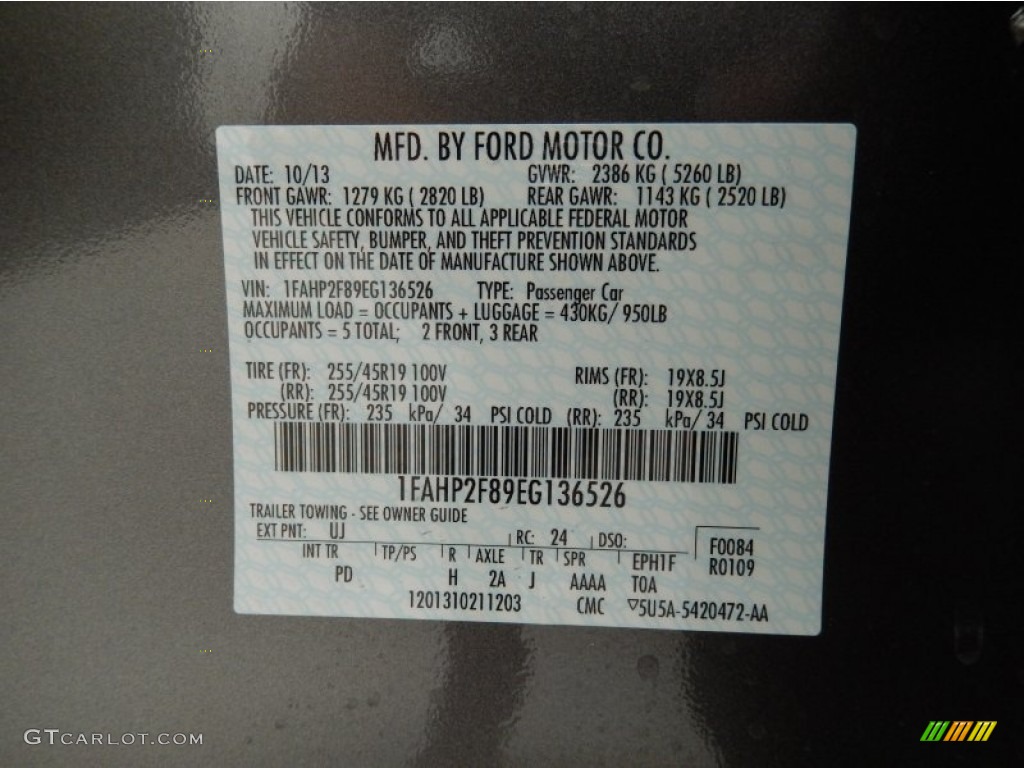 MFD. BY FORD MOTOR CO.
DATE: 10/13 GVWR: 2386 KG ( 5260 LB)
FRONT GAWR: 1279 KG ( 2820 LB) REAR GAWR: 1143 KG ( 2520 LB)
THIS VEHICLE CONFORMS TO ALL APPLICABLE FEDERAL MOTOR
VEHICLE SAFETY, BUMPER, AND THEFT PREVENTION STANDARDS
IN EFFECT ON THE DATE OF MANUFACTURE SHOWN ABOVE.
VIN: 1FAHP2F89EG136526 TYPE: Passenger Car
MAXIMUM LOAD = OCCUPANTS + LUGGAGE = 430KG/ 950LB
OCCUPANTS = 5 TOTAL; 2 FRONT, 3 REAR
TIRE (FR): 255/45R19 100V RIMS (FR): 19X8.5J
(RR): 255/45R19 100V (RR): 19X8.5J
PRESSURE (FR): 235 kPa/ 34 PSI COLD (RR): 235 kPa/ 34 PSI COLD
1FAHP2F89EG136526
TRAILER TOWING - SEE OWNER GUIDE
EXT PNT: UJ RC: 24 DSO: F0084
INT TR TP/PS R AXLE TR SPR EPH1F R0109
PD H 2A J AAAA TOA
1201310211203 CMC ▽5U5A-5420472-AA
GTCARLOT.COM